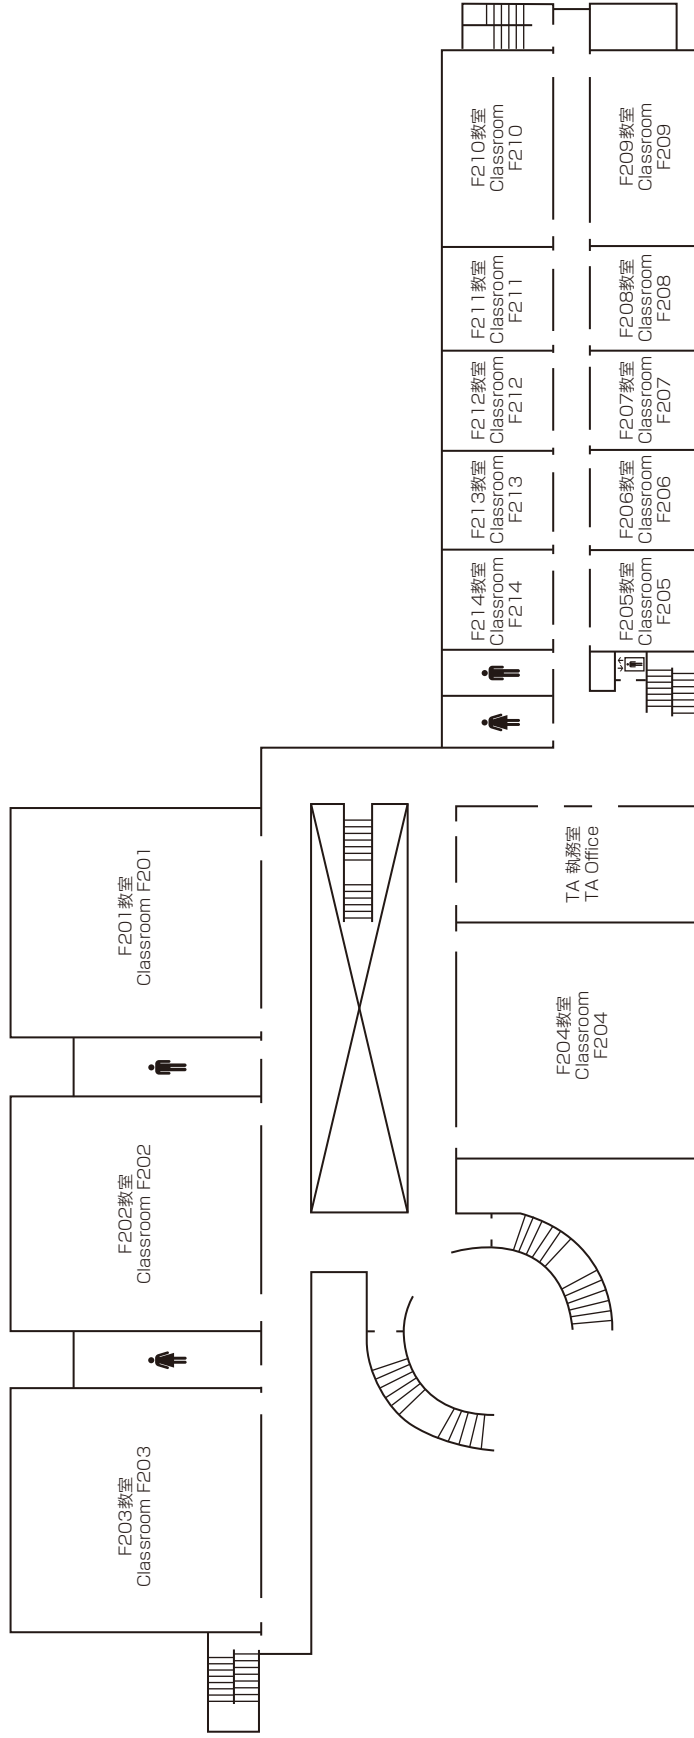 F210教室
Classroom
F210
F209教室
Classroom
F209
F211教室
Classroom
F211
F208教室
Classroom
F208
F212教室
Classroom
F212
F207教室
Classroom
F207
F213教室
Classroom
F213
F206教室
Classroom
F206
F214教室
Classroom
F214
F205教室
Classroom
F205
F201教室
Classroom F201
TA 執務室
TA Office
F204教室
Classroom
F204
F202教室
Classroom F202
F203教室
Classroom F203